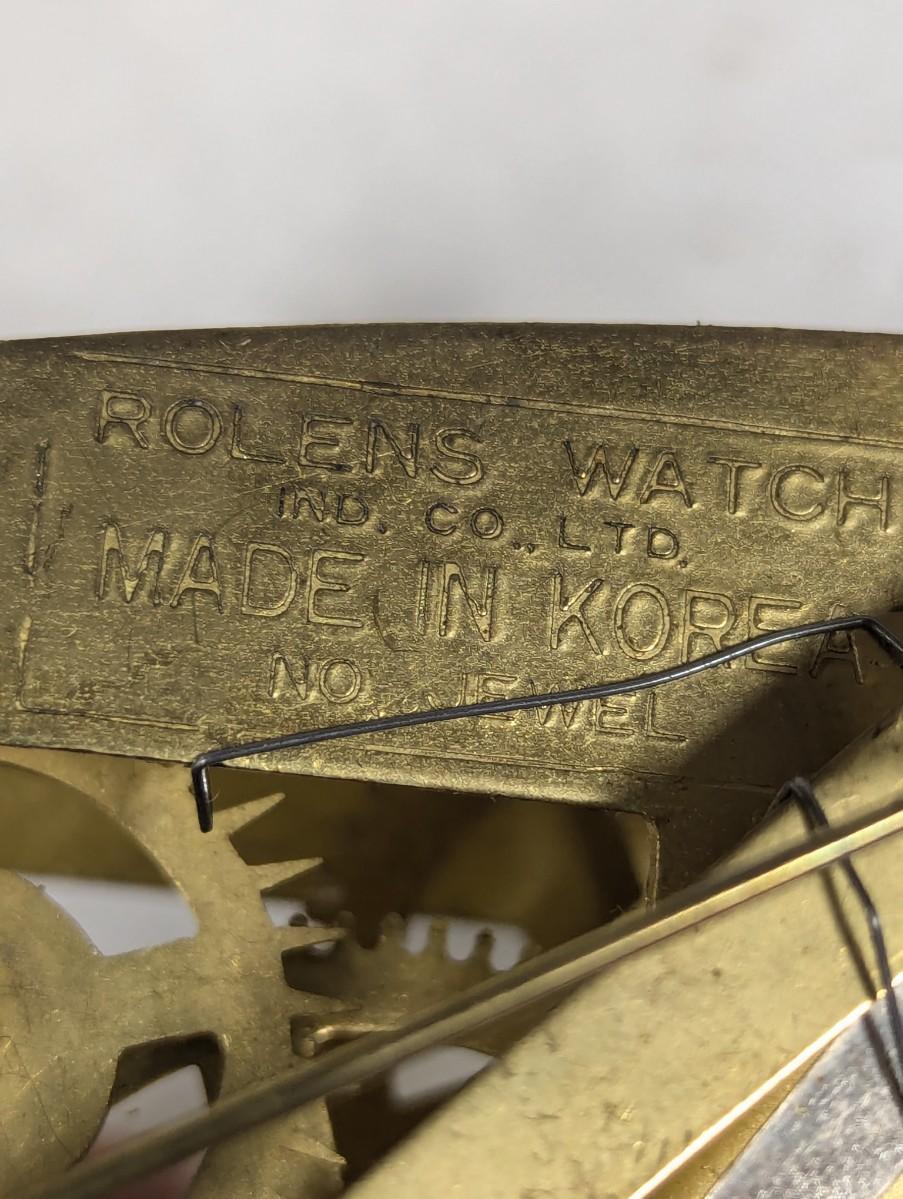 ROLENS WATCH
IND. CO., LTD.
MADE IN KOREA
NO JEWEL